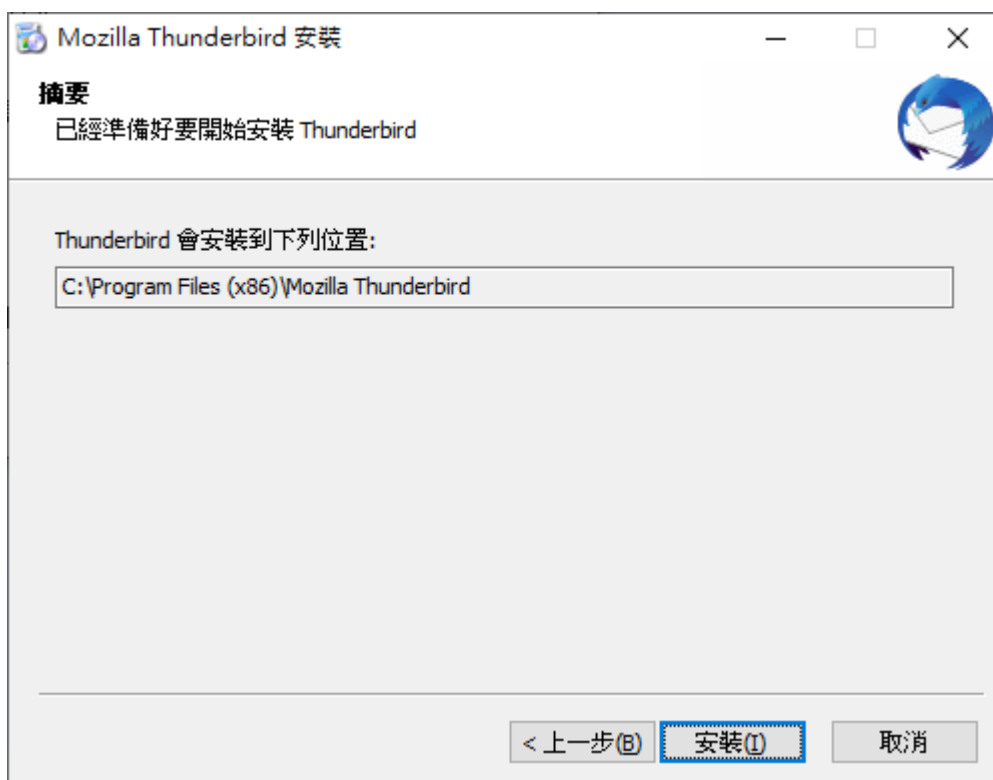 Mozilla Thunderbird 安裝
摘要
已經準備好要開始安裝 Thunderbird
Thunderbird 會安裝到下列位置:
C:\Program Files (x86)\Mozilla Thunderbird
< 上一步(B) 安裝(I) 取消